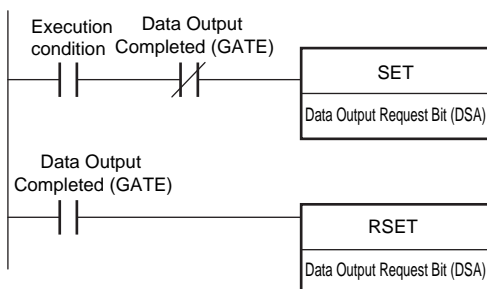 Execution
condition
Data Output
Completed (GATE)
SET
Data Output Request Bit (DSA)
Data Output
Completed (GATE)
RSET
Data Output Request Bit (DSA)